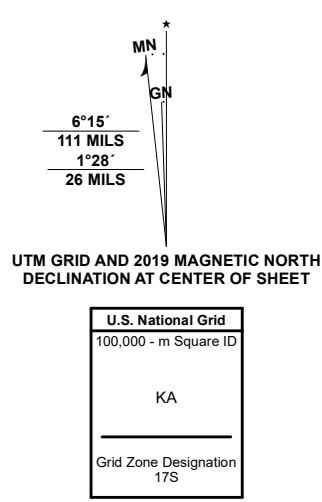 MN
GN
6°15´
111 MILS
1°28´
26 MILS
UTM GRID AND 2019 MAGNETIC NORTH
DECLINATION AT CENTER OF SHEET
U.S. National Grid
100,000 - m Square ID
KA
Grid Zone Designation
17S